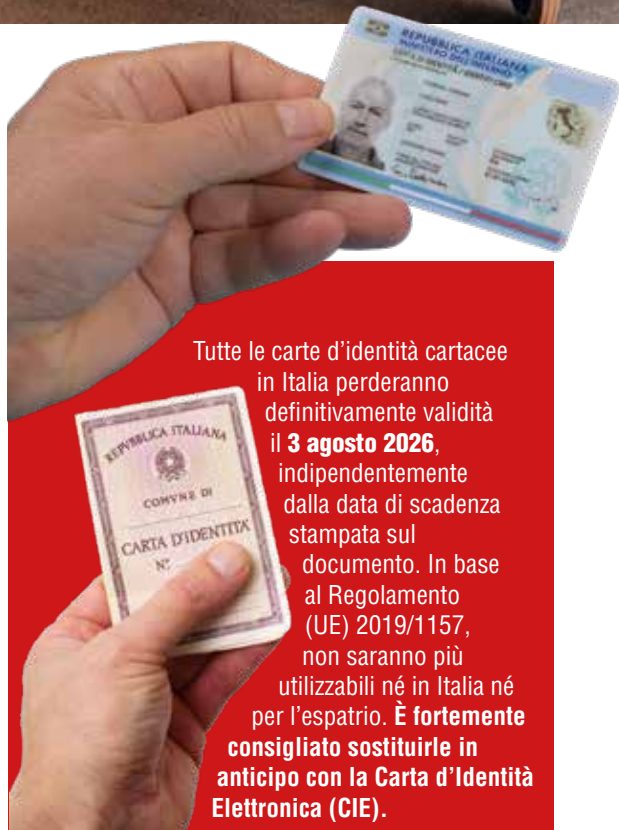 REPUBBLICA ITALIANA
MINISTERO DELL'INTERNO
Tutte le carte d'identità cartacee
in Italia perderanno
definitivamente validità
il 3 agosto 2026,
indipendentemente
dalla data di scadenza
stampata sul
documento. In base
al Regolamento
(UE) 2019/1157,
non saranno più
utilizzabili né in Italia né
per l'espatrio. È fortemente
consigliato sostituirle in
anticipo con la Carta d'Identità
Elettronica (CIE).
REPVBBLICA ITALIANA
COMVNE DI
CARTA D'IDENTITA
N°